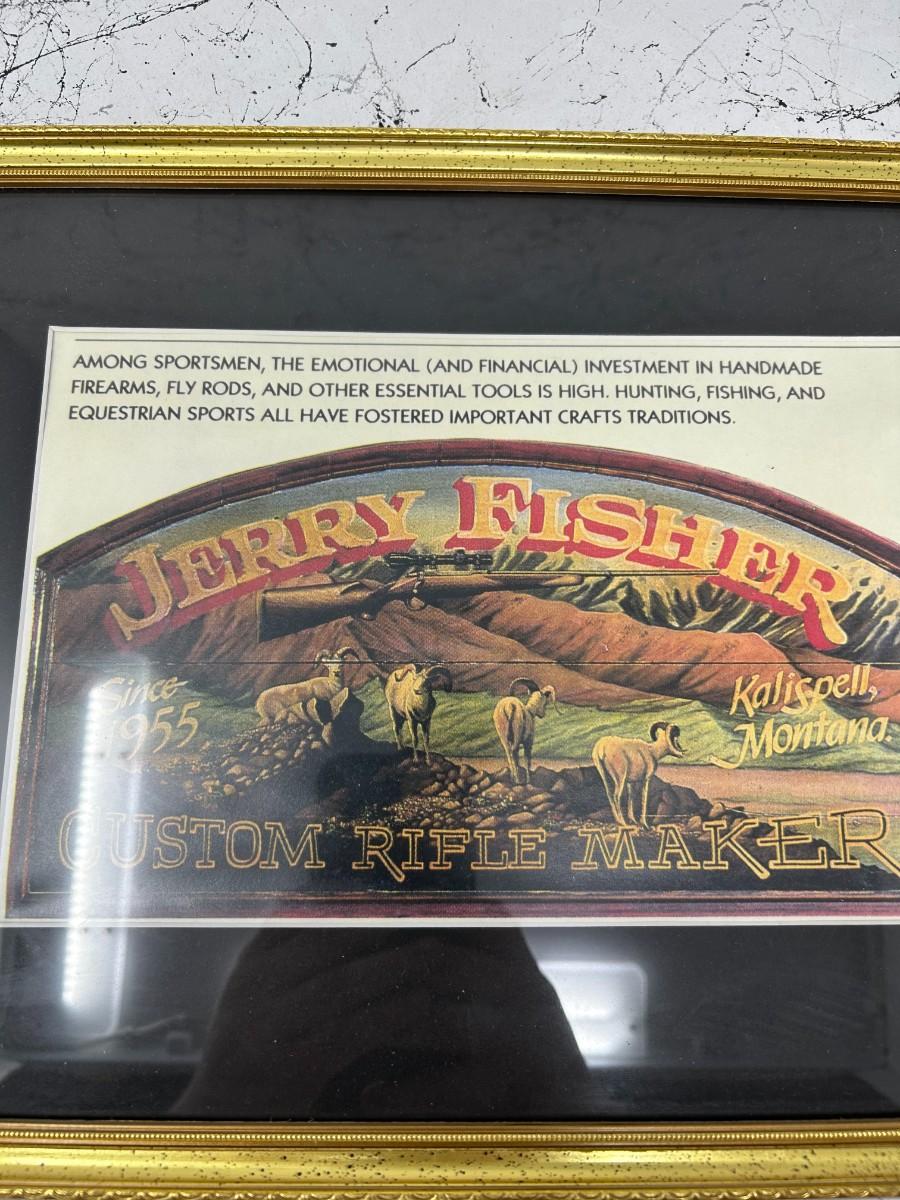 AMONG SPORTSMEN, THE EMOTIONAL (AND FINANCIAL) INVESTMENT IN HANDMADE
FIREARMS, FLY RODS, AND OTHER ESSENTIAL TOOLS IS HIGH. HUNTING, FISHING, AND
EQUESTRIAN SPORTS ALL HAVE FOSTERED IMPORTANT CRAFTS TRADITIONS.
JERRY FISHER
Since
1955
Kalispell,
Montana.
CUSTOM RIFLE MAKER